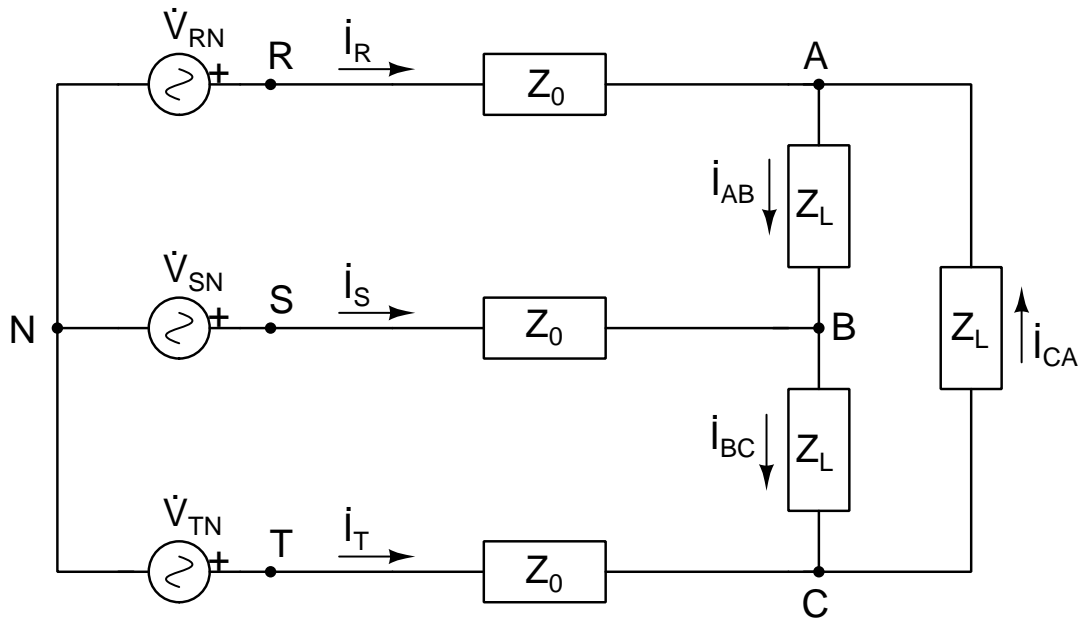 V̇RN
+
R
i̇R
Z0
A
i̇AB
ZL
V̇SN
+
N
S
i̇S
Z0
B
ZL
i̇CA
i̇BC
ZL
V̇TN
+
T
i̇T
Z0
C